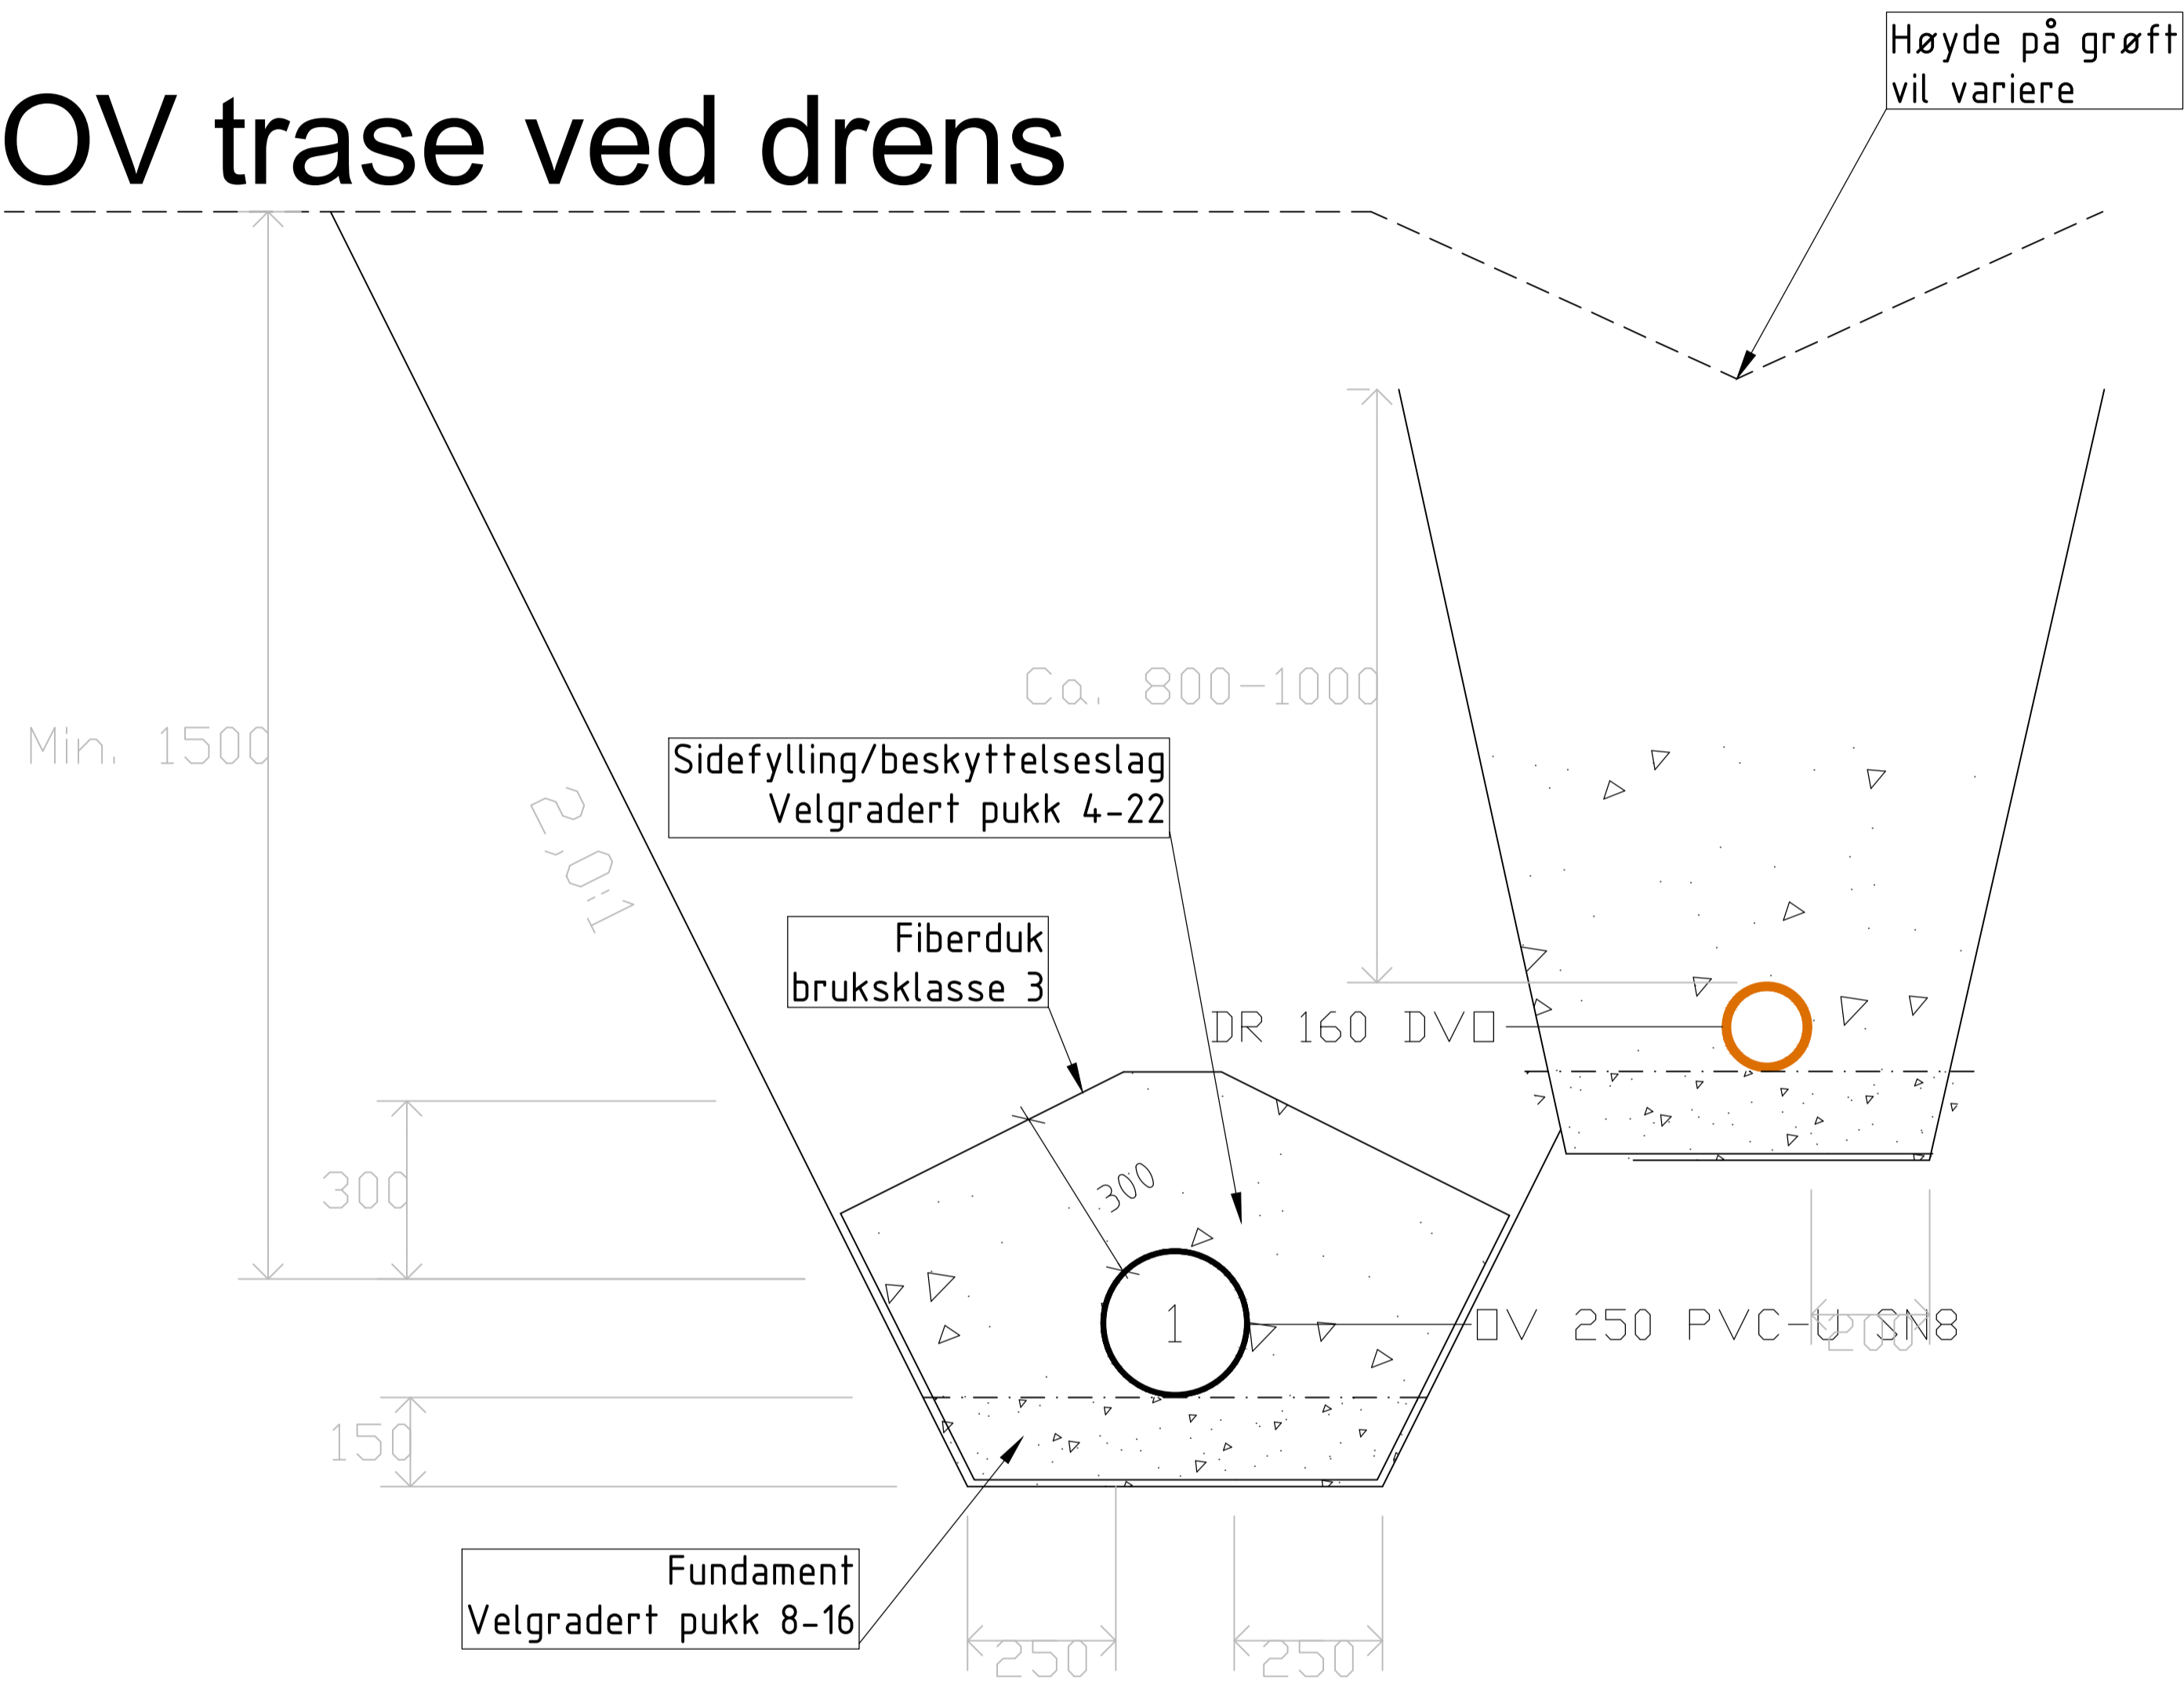 Høyde på grøft
vil variere
OV trase ved drens
Ca. 800-1000
Min. 1500
Sidefylling/beskyttelseslag
Velgradert pukk 4-22
2,0:1
Fiberduk
bruksklasse 3
DR 160 DVO
300
300
1
OV 250 PVC-U SN8
200
150
Fundament
Velgradert pukk 8-16
250
250